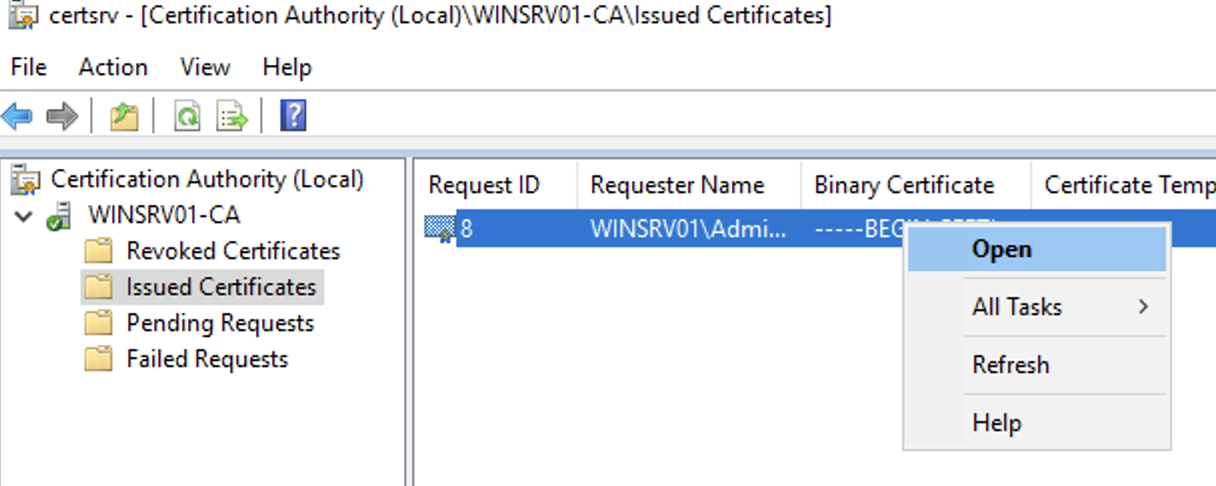 certsrv - [Certification Authority (Local)\WINSRV01-CA\Issued Certificates]
File Action View Help
Certification Authority (Local)
WINSRV01-CA
Revoked Certificates
Issued Certificates
Pending Requests
Failed Requests
Request ID Requester Name Binary Certificate Certificate Temp
8 WINSRV01\Admi... -----BEGIN CERTI
Open
All Tasks
Refresh
Help